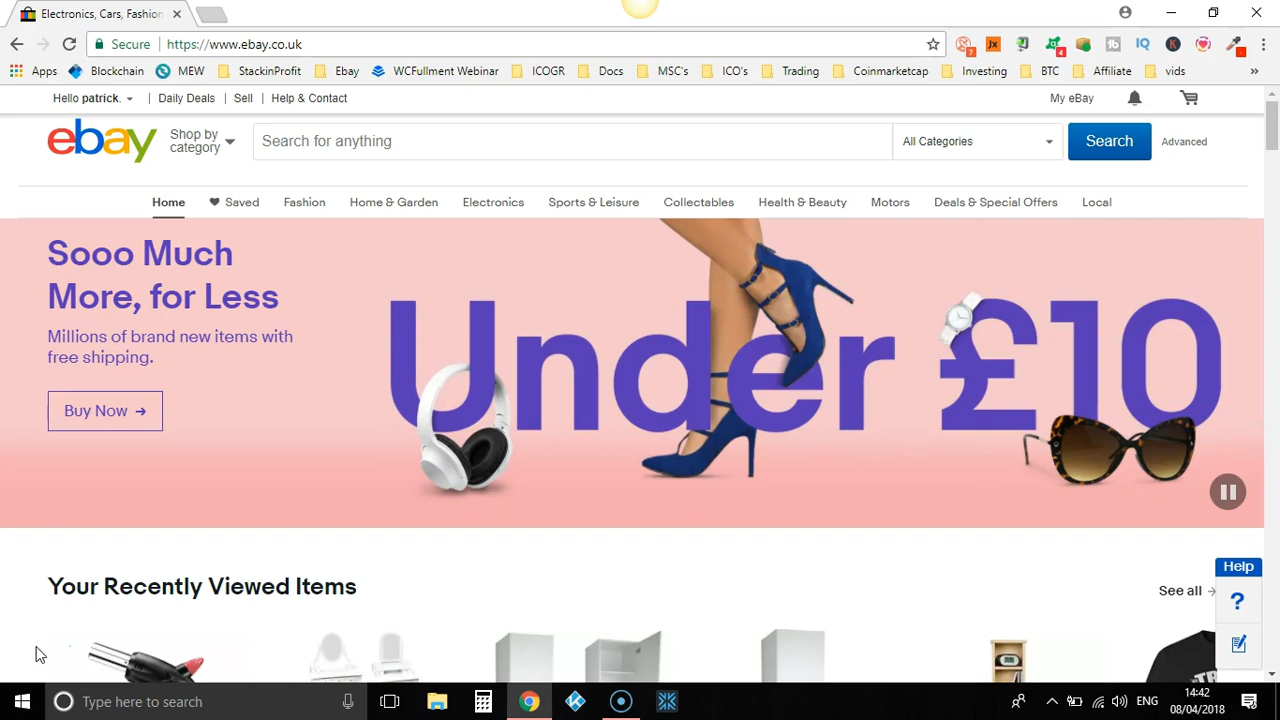 Electronics, Cars, Fashion
Secure https://www.ebay.co.uk
Apps Blockchain MEW StackinProfit Ebay WCFullment Webinar ICOGR Docs MSC's ICO's Trading Coinmarketcap Investing BTC Affiliate vids »
Hello patrick. Daily Deals Sell Help & Contact My eBay
ebay Shop by category Search for anything All Categories Search Advanced
Home Saved Fashion Home & Garden Electronics Sports & Leisure Collectables Health & Beauty Motors Deals & Special Offers Local
Sooo Much
More, for Less
Millions of brand new items with
free shipping.
Buy Now
Under £10
Your Recently Viewed Items
See all
Help
?
Type here to search
ENG
14:42
08/04/2018